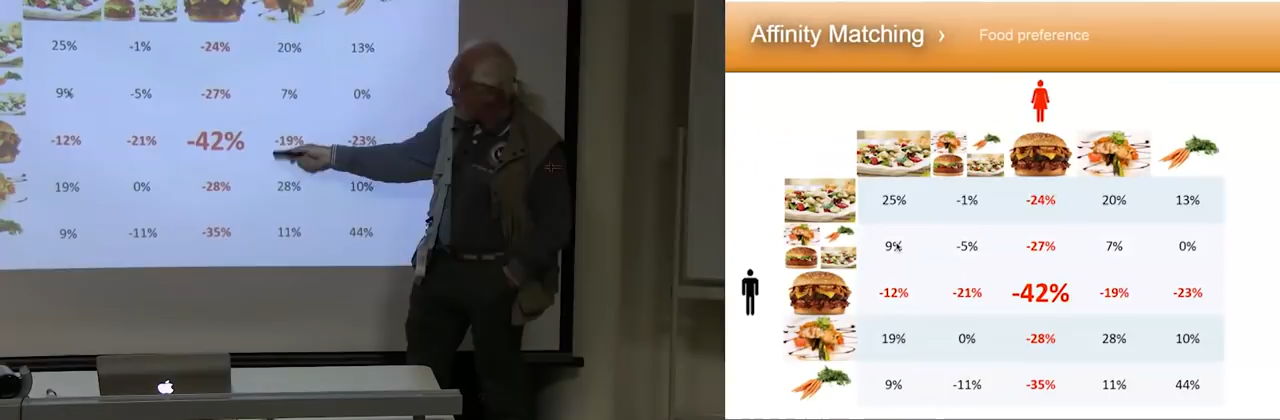 25% -1% -24% 20% 13%
9% -5% -27% 7% 0%
-12% -21% -42% -19% -23%
19% 0% -28% 28% 10%
9% -11% -35% 11% 44%
Affinity Matching › Food preference
25% -1% -24% 20% 13%
9% -5% -27% 7% 0%
-12% -21% -42% -19% -23%
19% 0% -28% 28% 10%
9% -11% -35% 11% 44%